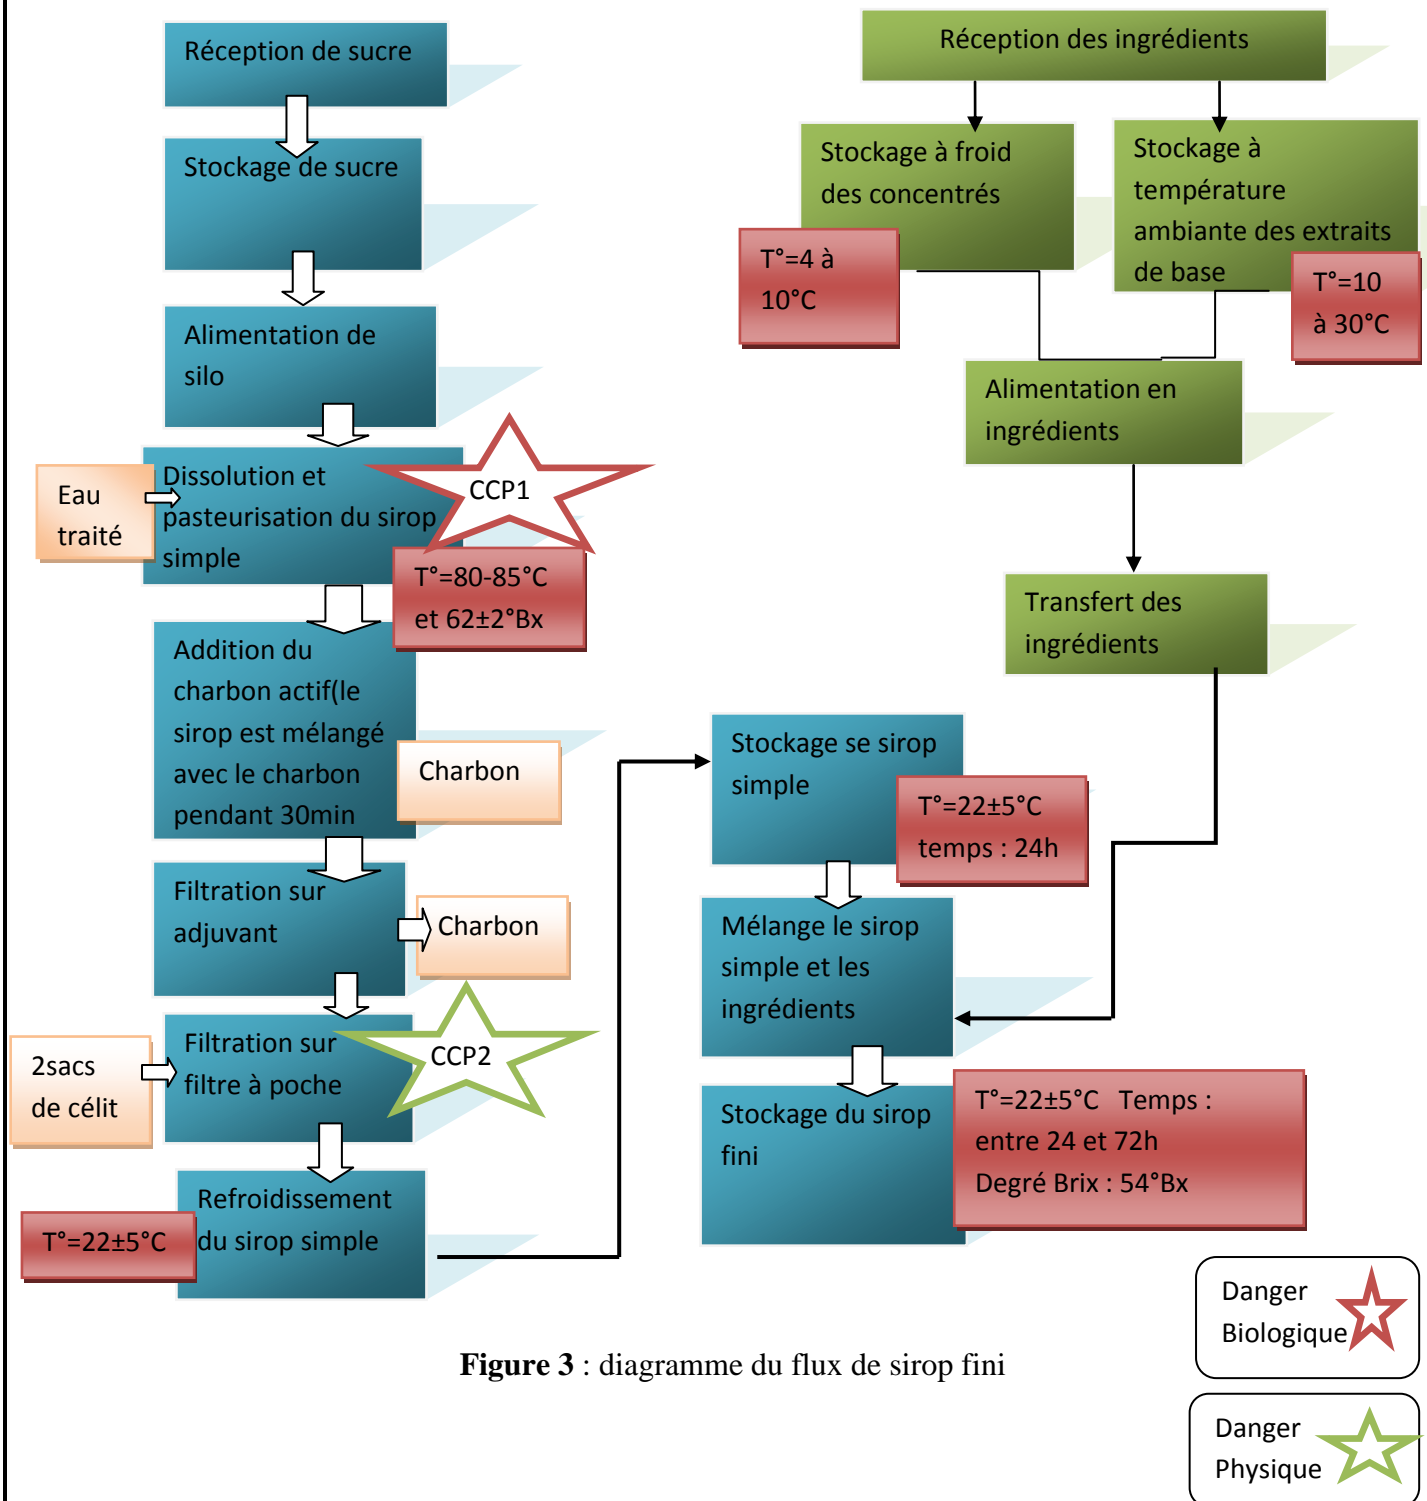 Réception de sucre
Stockage de sucre
Alimentation de
silo
Dissolution et
pasteurisation du sirop
simple
Eau
traité
CCP1
T°=80-85°C
et 62±2°Bx
Addition du
charbon actif(le
sirop est mélangé
avec le charbon
pendant 30min
Charbon
Filtration sur
adjuvant
Charbon
Filtration sur
filtre à poche
2sacs
de célit
CCP2
Refroidissement
du sirop simple
T°=22±5°C
Réception des ingrédients
Stockage à froid
des concentrés
T°=4 à
10°C
Stockage à
température
ambiante des extraits
de base
T°=10
à 30°C
Alimentation en
ingrédients
Transfert des
ingrédients
Stockage se sirop
simple
T°=22±5°C
temps : 24h
Mélange le sirop
simple et les
ingrédients
Stockage du sirop
fini
T°=22±5°C Temps :
entre 24 et 72h
Degré Brix : 54°Bx
Danger
Biologique
Danger
Physique
Figure 3 : diagramme du flux de sirop fini